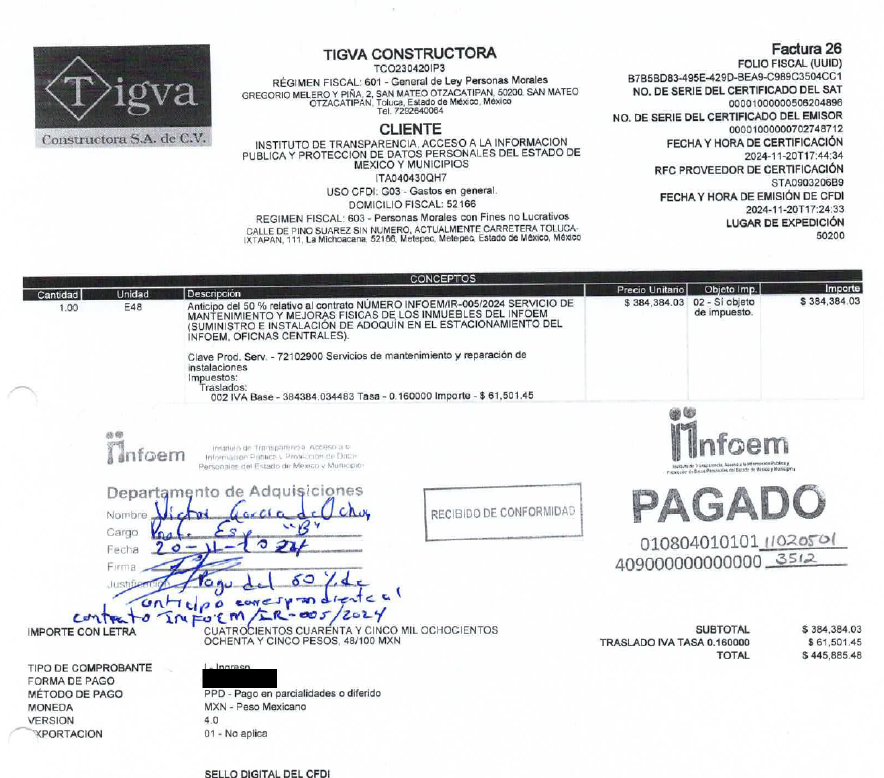 Tigva
Constructora S.A. de C.V.
TIGVA CONSTRUCTORA
TCO230420IP3
RÉGIMEN FISCAL: 601 - General de Ley Personas Morales
GREGORIO MELERO Y PIÑA, 2, SAN MATEO OTZACATIPAN, 50200, SAN MATEO
OTZACATIPAN, Toluca, Estado de México, México
Tel. 7292640064
CLIENTE
INSTITUTO DE TRANSPARENCIA, ACCESO A LA INFORMACION
PUBLICA Y PROTECCION DE DATOS PERSONALES DEL ESTADO DE
MEXICO Y MUNICIPIOS
ITA040430QH7
USO CFDI: G03 - Gastos en general.
DOMICILIO FISCAL: 52166
REGIMEN FISCAL: 603 - Personas Morales con Fines no Lucrativos
CALLE DE PINO SUAREZ SIN NUMERO, ACTUALMENTE CARRETERA TOLUCA-
IXTAPAN, 111, La Michoacana, 52166, Metepec, Metepec, Estado de México, México
Factura 26
FOLIO FISCAL (UUID)
B7B5BD83-495E-429D-BEA9-C989C3504CC1
NO. DE SERIE DEL CERTIFICADO DEL SAT
00001000000506204896
NO. DE SERIE DEL CERTIFICADO DEL EMISOR
00001000000702748712
FECHA Y HORA DE CERTIFICACIÓN
2024-11-20T17:44:34
RFC PROVEEDOR DE CERTIFICACIÓN
STA0903206B9
FECHA Y HORA DE EMISIÓN DE CFDI
2024-11-20T17:24:33
LUGAR DE EXPEDICIÓN
50200
CONCEPTOS
Cantidad Unidad Descripción Precio Unitario Objeto Imp. Importe
1.00 E48 Anticipo del 50 % relativo al contrato NÚMERO INFOEM/IR-005/2024 SERVICIO DE $ 384,384.03 02 - Sí objeto $ 384,384.03
MANTENIMIENTO Y MEJORAS FISICAS DE LOS INMUEBLES DEL INFOEM de impuesto.
(SUMINISTRO E INSTALACIÓN DE ADOQUÍN EN EL ESTACIONAMIENTO DEL
INFOEM, OFICNAS CENTRALES).
Clave Prod. Serv. - 72102900 Servicios de mantenimiento y reparación de
instalaciones
Impuestos:
Traslados:
002 IVA Base - 384384.034483 Tasa - 0.160000 Importe - $ 61,501.45
infoem
Instituto de Transparencia, Acceso a la
Información Pública y Protección de Datos
Personales del Estado de México y Municipios
Departamento de Adquisiciones
Nombre Victor García de Ochoa
Cargo Esp "B"
Fecha 20-11-2024
Firma
Justificación Pago del 50 % de
anticipo correspondiente al
contrato INFOEM/IR-005/2024
RECIBIDO DE CONFORMIDAD
infoem
Instituto de Transparencia, Acceso a la Información Pública y
Protección de Datos Personales del Estado de México y Municipios
PAGADO
010804010101 11020501
409000000000000 3512
IMPORTE CON LETRA CUATROCIENTOS CUARENTA Y CINCO MIL OCHOCIENTOS
OCHENTA Y CINCO PESOS, 48/100 MXN
SUBTOTAL $ 384,384.03
TRASLADO IVA TASA 0.160000 $ 61,501.45
TOTAL $ 445,885.48
TIPO DE COMPROBANTE I - Ingreso
FORMA DE PAGO
MÉTODO DE PAGO PPD - Pago en parcialidades o diferido
MONEDA MXN - Peso Mexicano
VERSION 4.0
EXPORTACION 01 - No aplica
SELLO DIGITAL DEL CFDI